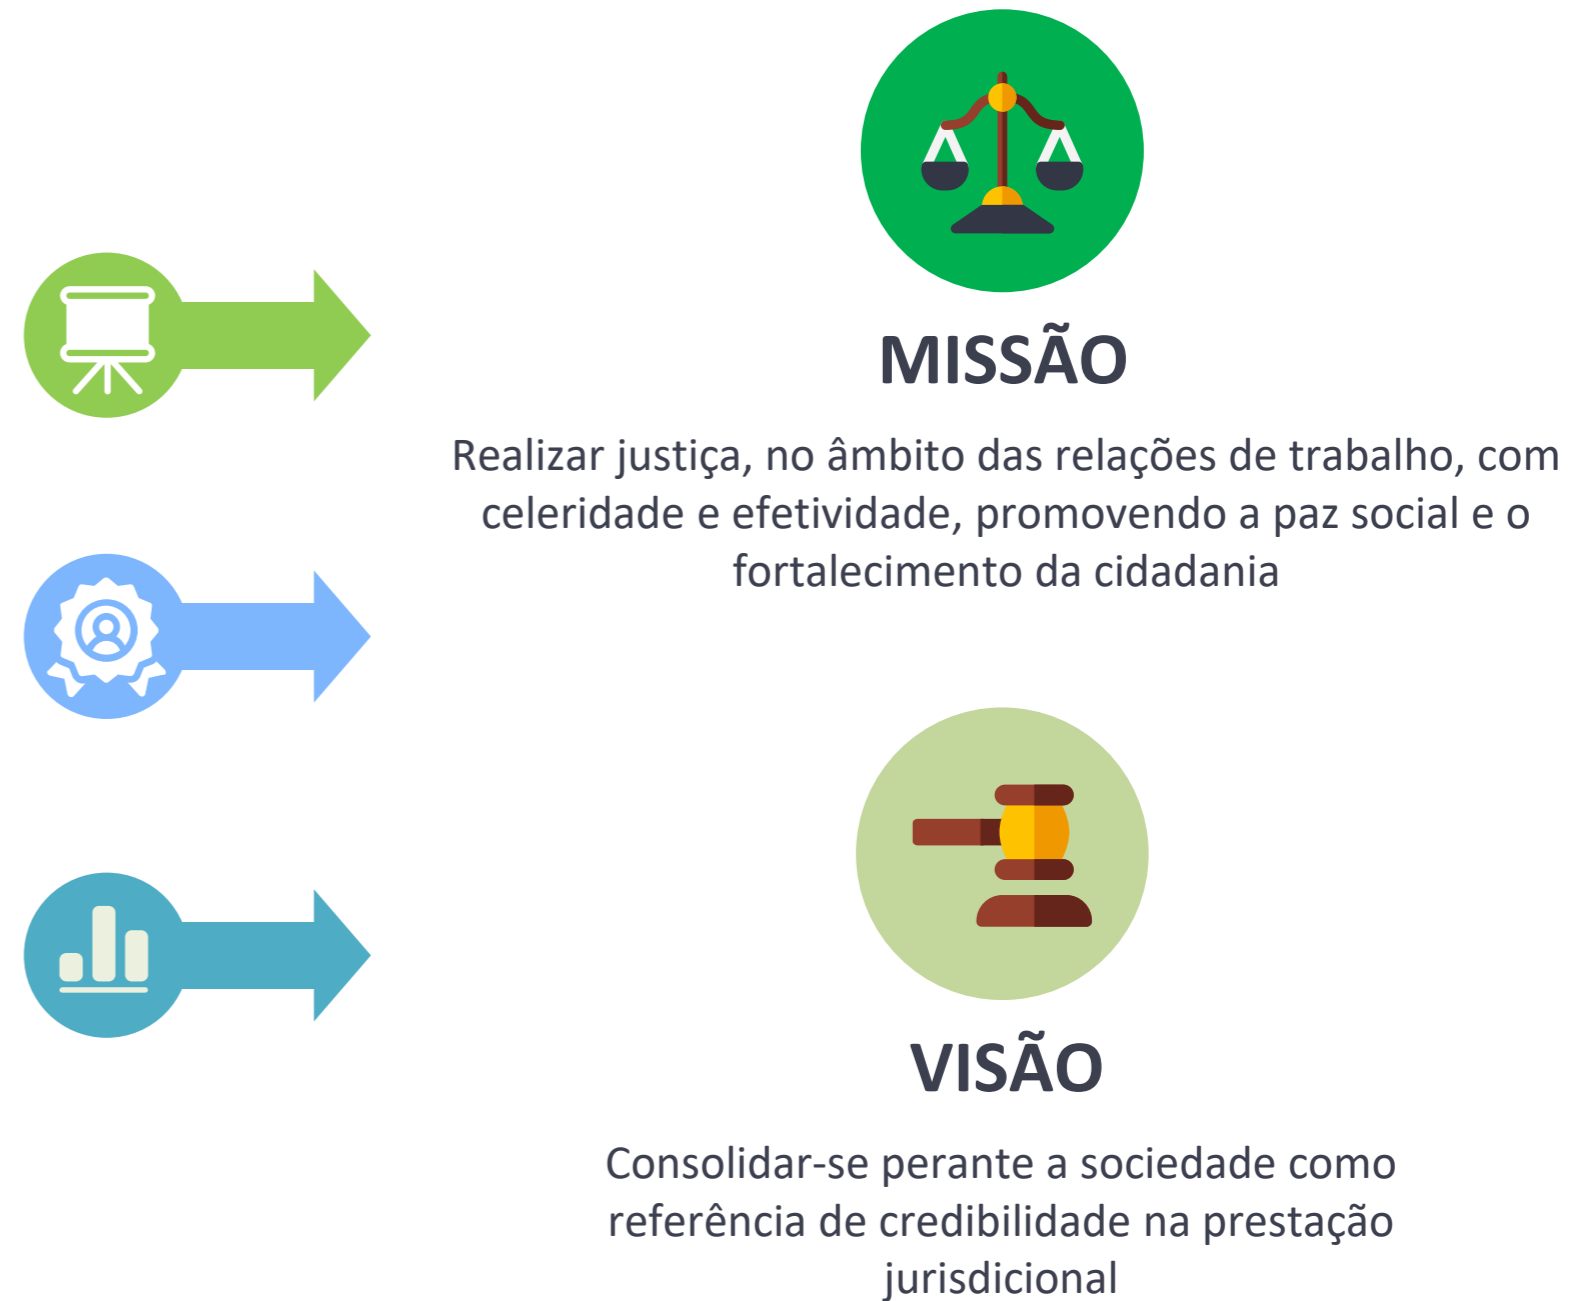 MISSÃO
Realizar justiça, no âmbito das relações de trabalho, com
celeridade e efetividade, promovendo a paz social e o
fortalecimento da cidadania
VISÃO
Consolidar-se perante a sociedade como
referência de credibilidade na prestação
jurisdicional